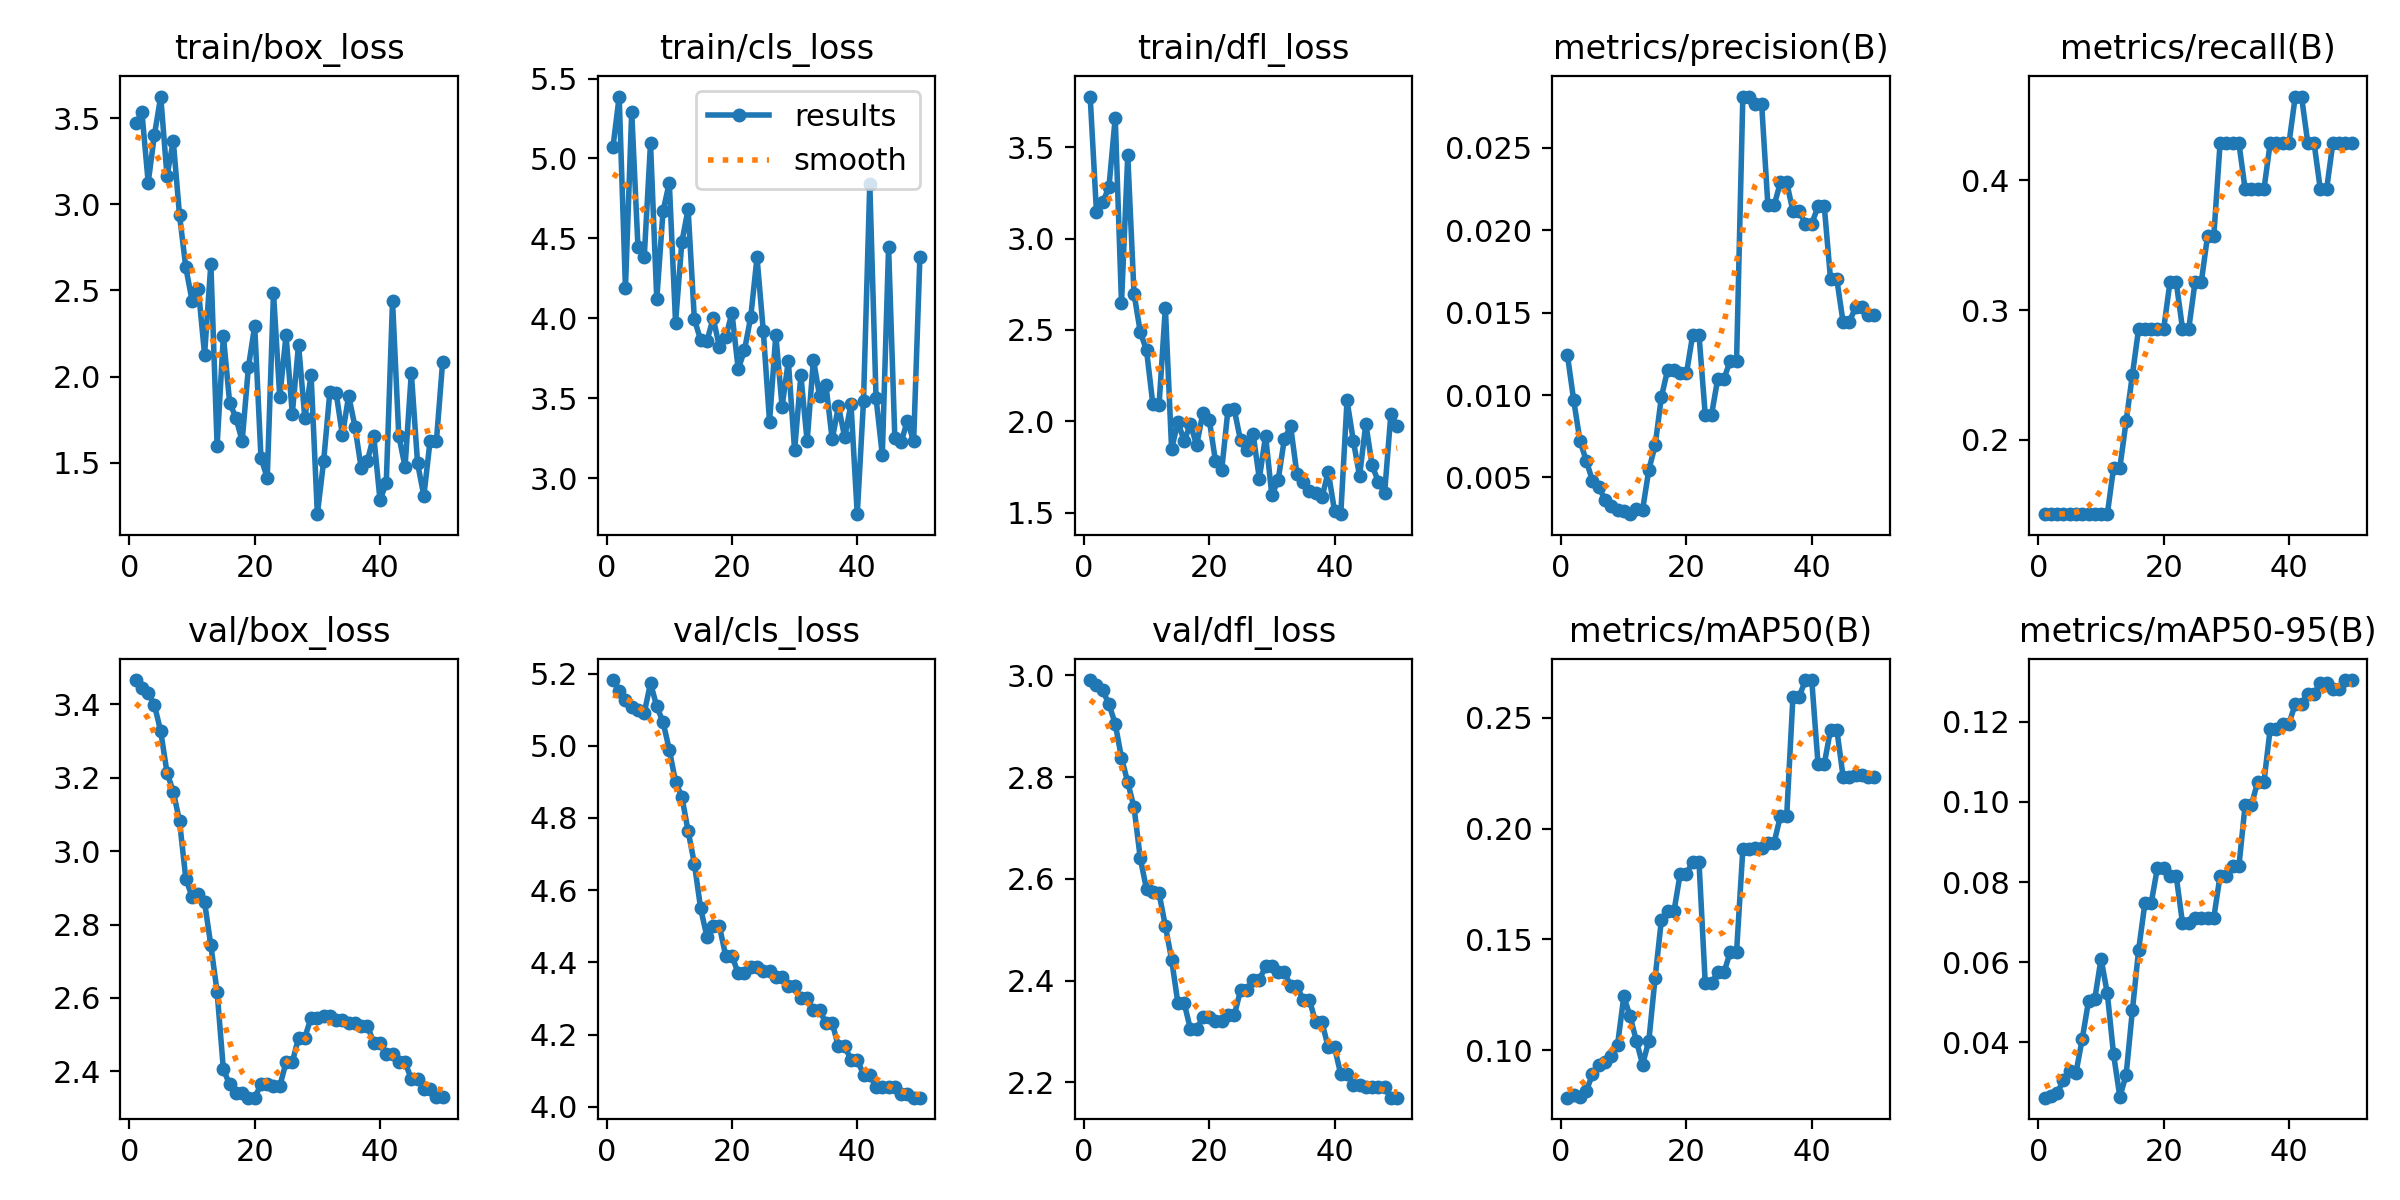 train/box_loss
train/cls_loss
train/dfl_loss
metrics/precision(B)
metrics/recall(B)
3.5
3.0
2.5
2.0
1.5
0 20 40
5.5
5.0
4.5
4.0
3.5
3.0
0 20 40
results
smooth
3.5
3.0
2.5
2.0
1.5
0 20 40
0.025
0.020
0.015
0.010
0.005
0 20 40
0.4
0.3
0.2
0 20 40
val/box_loss
val/cls_loss
val/dfl_loss
metrics/mAP50(B)
metrics/mAP50-95(B)
3.4
3.2
3.0
2.8
2.6
2.4
0 20 40
5.2
5.0
4.8
4.6
4.4
4.2
4.0
0 20 40
3.0
2.8
2.6
2.4
2.2
0 20 40
0.25
0.20
0.15
0.10
0 20 40
0.12
0.10
0.08
0.06
0.04
0 20 40